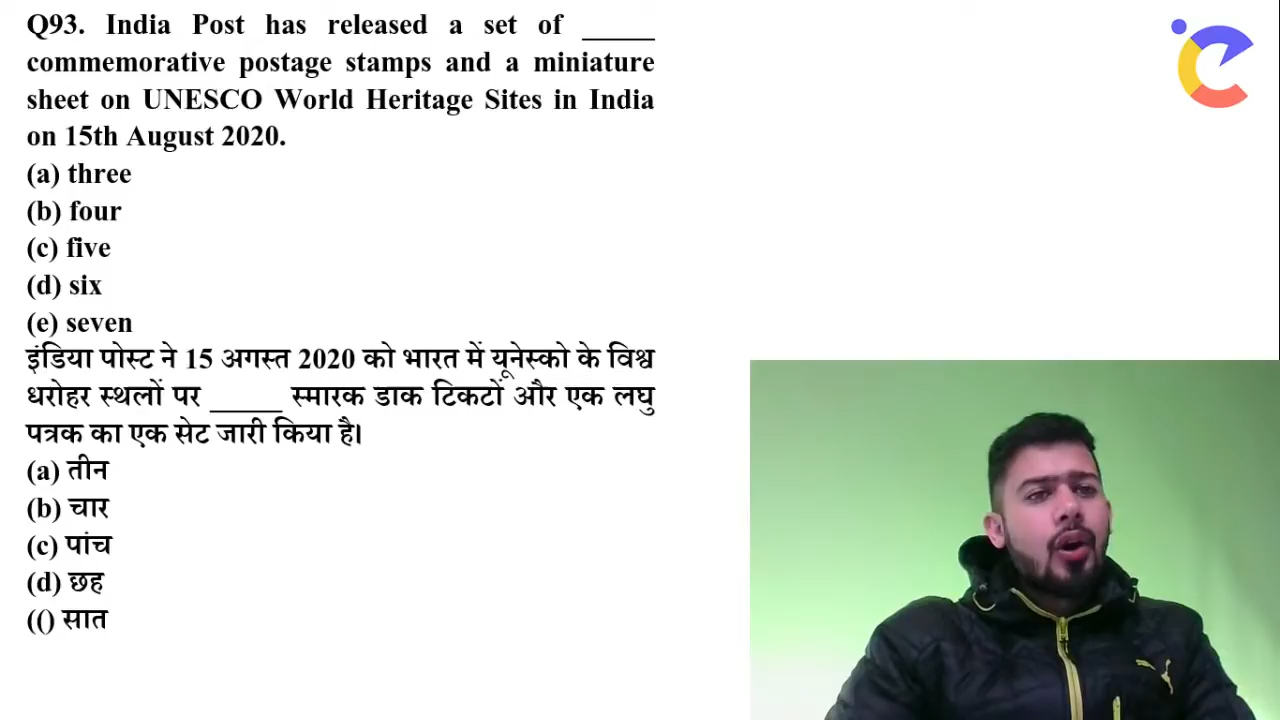 Q93. India Post has released a set of _____
commemorative postage stamps and a miniature
sheet on UNESCO World Heritage Sites in India
on 15th August 2020.
(a) three
(b) four
(c) five
(d) six
(e) seven
इंडिया पोस्ट ने 15 अगस्त 2020 को भारत में यूनेस्को के विश्व
धरोहर स्थलों पर _____ स्मारक डाक टिकटों और एक लघु
पत्रक का एक सेट जारी किया है।
(a) तीन
(b) चार
(c) पांच
(d) छह
(() सात